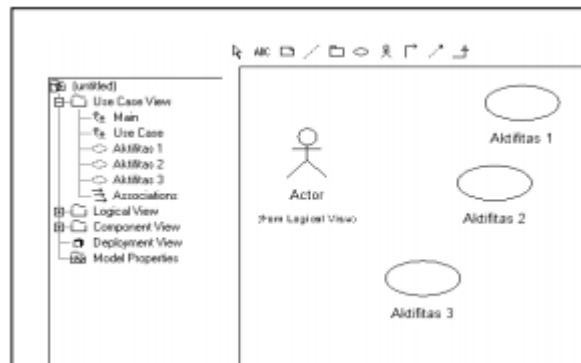 ABC
(untitled)
Use Case View
Main
Use Case
Aktifitas 1
Aktifitas 2
Aktifitas 3
Associations
Logical View
Component View
Deployment View
Model Properties
Aktifitas 1
Actor
(From Logical View)
Aktifitas 2
Aktifitas 3